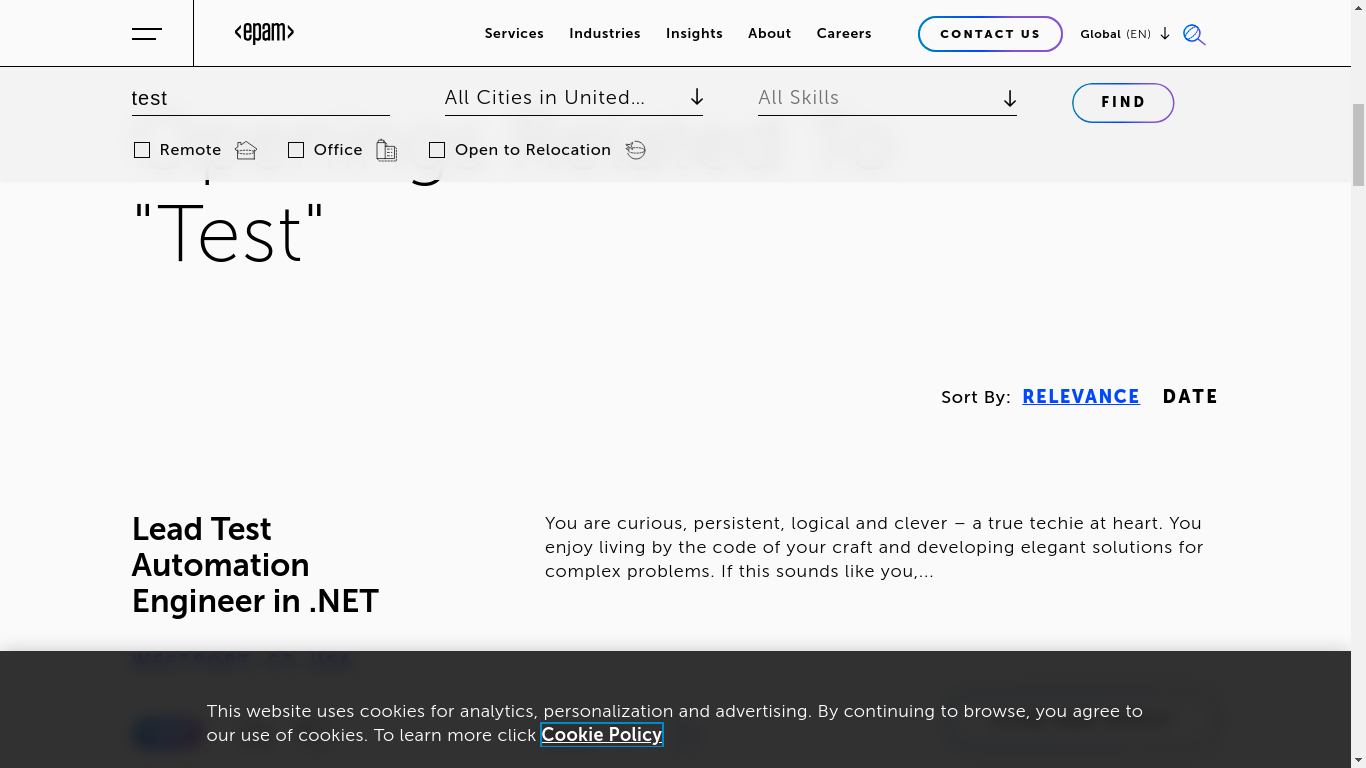 <epam>
Services
Industries
Insights
About
Careers
CONTACT US
Global (EN)
test
All Cities in United...
All Skills
FIND
Remote
Office
Open to Relocation
"Test"
Sort By: RELEVANCE DATE
Lead Test
Automation
Engineer in .NET
You are curious, persistent, logical and clever – a true techie at heart. You
enjoy living by the code of your craft and developing elegant solutions for
complex problems. If this sounds like you,...
This website uses cookies for analytics, personalization and advertising. By continuing to browse, you agree to
our use of cookies. To learn more click Cookie Policy